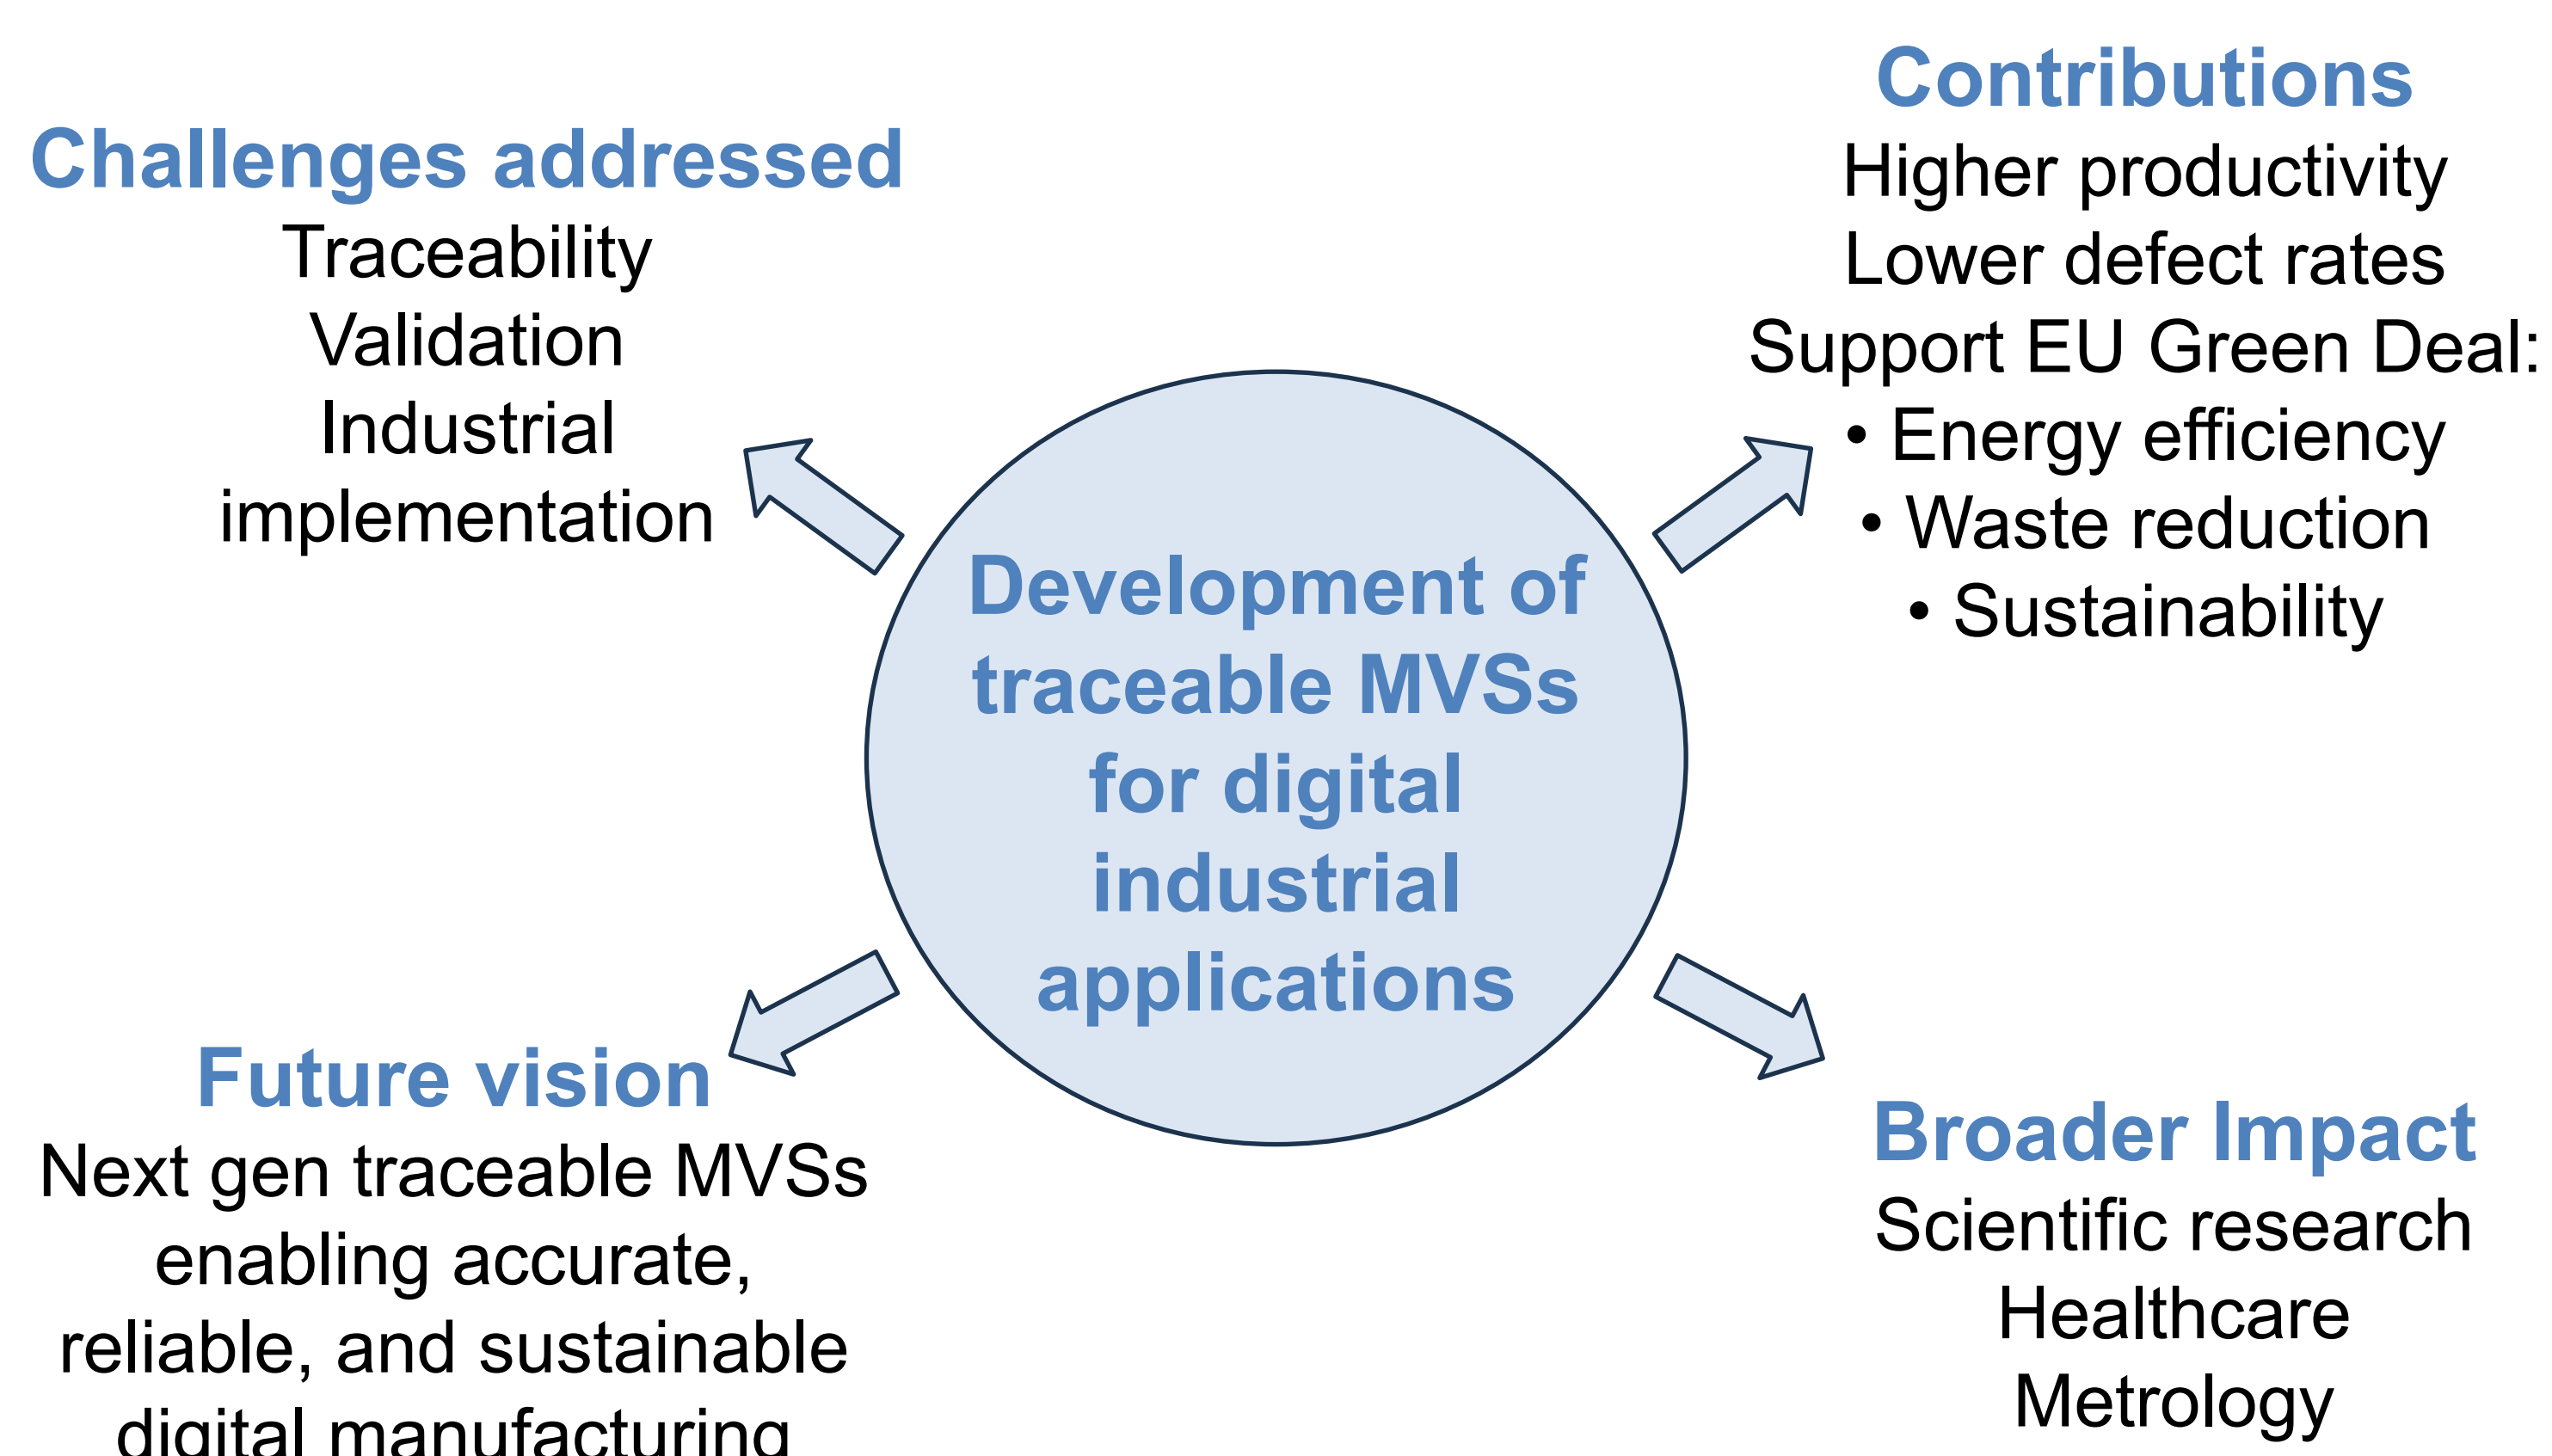 Challenges addressed
Traceability
Validation
Industrial
implementation
Contributions
Higher productivity
Lower defect rates
Support EU Green Deal:
• Energy efficiency
• Waste reduction
• Sustainability
Development of
traceable MVSs
for digital
industrial
applications
Future vision
Next gen traceable MVSs
enabling accurate,
reliable, and sustainable
digital manufacturing
Broader Impact
Scientific research
Healthcare
Metrology